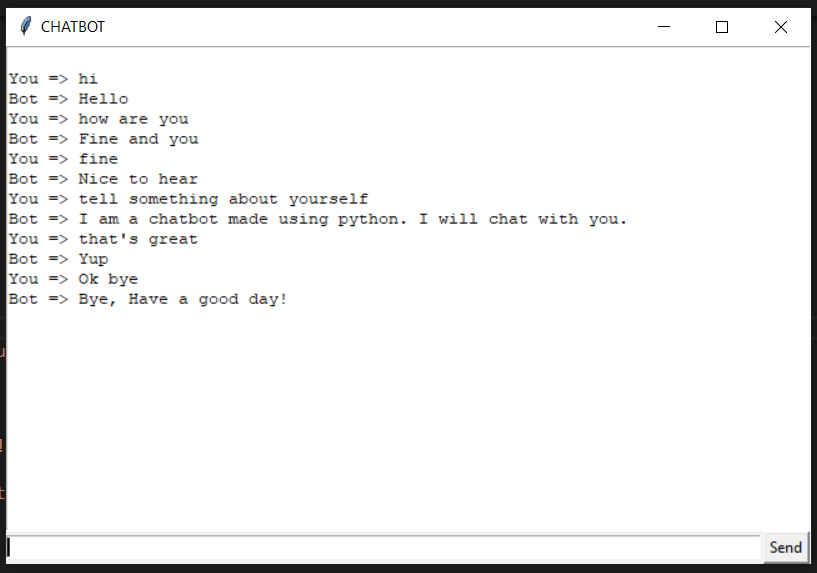 CHATBOT
You => hi
Bot => Hello
You => how are you
Bot => Fine and you
You => fine
Bot => Nice to hear
You => tell something about yourself
Bot => I am a chatbot made using python. I will chat with you.
You => that's great
Bot => Yup
You => Ok bye
Bot => Bye, Have a good day!
Send